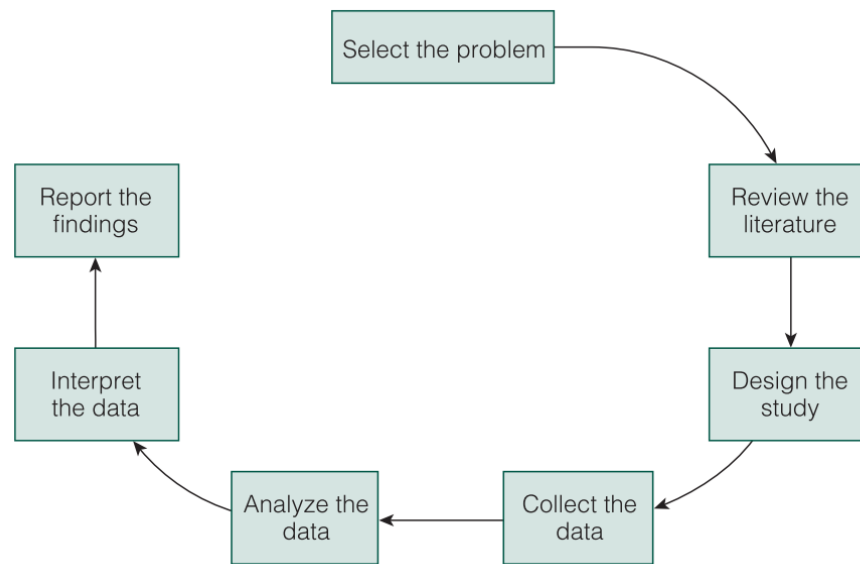 Select the problem
Review the
literature
Design the
study
Collect the
data
Analyze the
data
Interpret
the data
Report the
findings